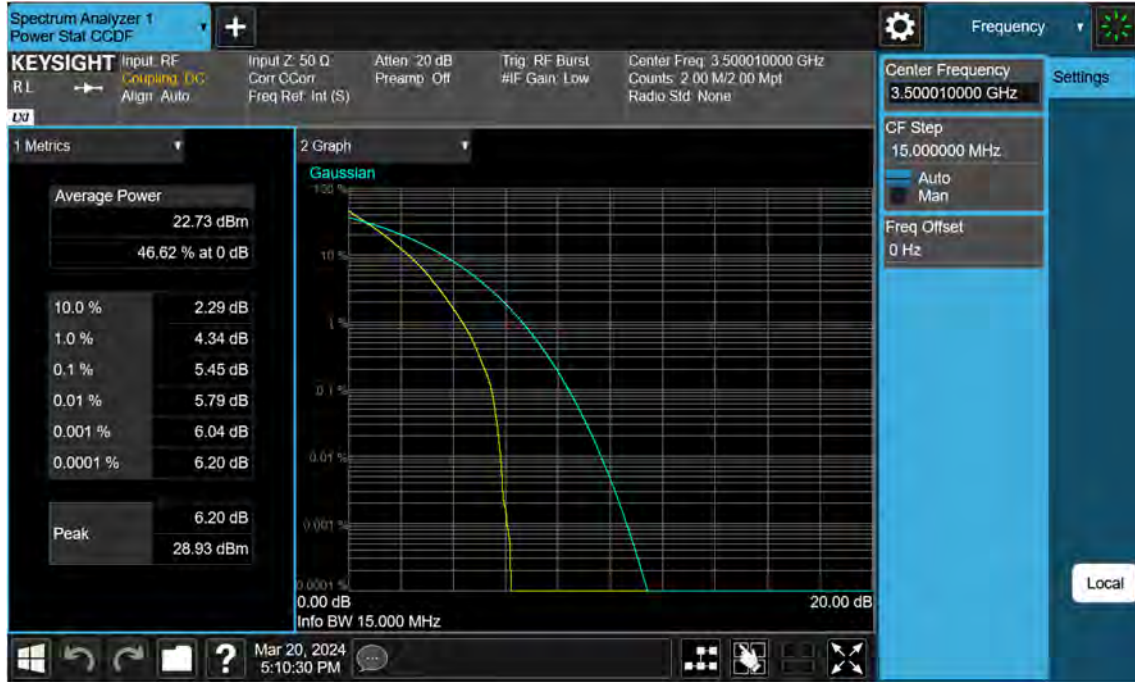 Spectrum Analyzer 1
Power Stat CCDF
Frequency
KEYSIGHT
RL
LXI
Input: RF
Coupling: DC
Align: Auto
Input Z: 50 Ω
Corr CCorr
Freq Ref: Int (S)
Atten: 20 dB
Preamp: Off
Trig: RF Burst
#IF Gain: Low
Center Freq: 3.500010000 GHz
Counts: 2.00 M/2.00 Mpt
Radio Std: None
Center Frequency
3.500010000 GHz
Settings
CF Step
15.000000 MHz
Auto
Man
Freq Offset
0 Hz
1 Metrics
Average Power
22.73 dBm
46.62 % at 0 dB
10.0 % 2.29 dB
1.0 % 4.34 dB
0.1 % 5.45 dB
0.01 % 5.79 dB
0.001 % 6.04 dB
0.0001 % 6.20 dB
Peak
6.20 dB
28.93 dBm
2 Graph
Gaussian
100 %
10 %
1 %
0.1 %
0.01 %
0.001 %
0.0001 %
0.00 dB
20.00 dB
Info BW 15.000 MHz
Local
?
Mar 20, 2024
5:10:30 PM